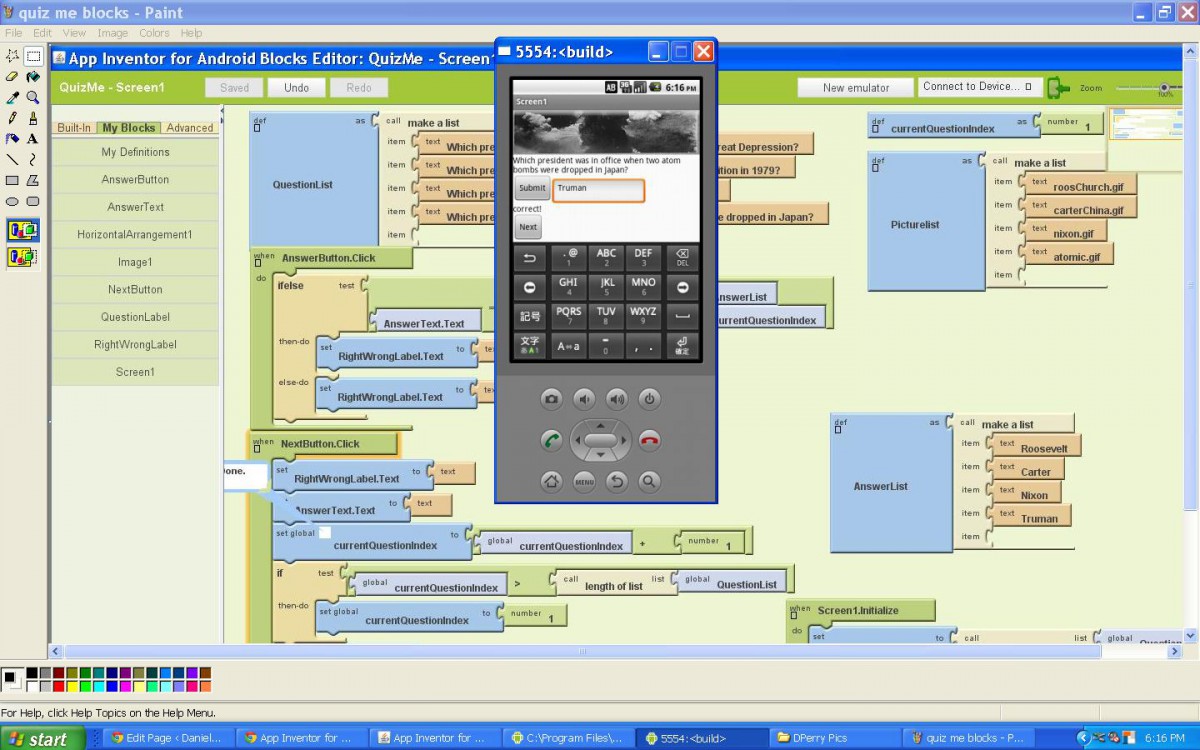 quiz me blocks - Paint
File Edit View Image Colors Help
App Inventor for Android Blocks Editor: QuizMe - Screen
QuizMe - Screen1
Saved
Undo
Redo
New emulator
Connect to Device...
Zoom
100%
Built-In
My Blocks
Advanced
My Definitions
AnswerButton
AnswerText
HorizontalArrangement1
Image1
NextButton
QuestionLabel
RightWrongLabel
Screen1
def
QuestionList
as
call make a list
item text Which pre
reat Depression?
item text Which pre
ition in 1979?
item text Which pre
item text Which pre
e dropped in Japan?
item
when AnswerButton.Click
do
ifelse test
AnswerText.Text
AnswerList
currentQuestionIndex
then-do set RightWrongLabel.Text to
else-do set RightWrongLabel.Text to
when NextButton.Click
one.
set RightWrongLabel.Text to text
AnswerText.Text to text
set global currentQuestionIndex to global currentQuestionIndex + number 1
if test global currentQuestionIndex > call length of list list global QuestionList
then-do set global currentQuestionIndex to number 1
def currentQuestionIndex as number 1
def
Picturelist
as
call make a list
item text roosChurch.gif
item text carterChina.gif
item text nixon.gif
item text atomic.gif
item
def
AnswerList
as
call make a list
item text Roosevelt
item text Carter
item text Nixon
item text Truman
item
when Screen1.Initialize
do set to call list global
5554:<build>
6:16 PM
Screen1
Which president was in office when two atom
bombs were dropped in Japan?
Submit
Truman
correct!
Next
. @ 1
ABC 2
DEF 3
DEL
GHI 4
JKL 5
MNO 6
記号
PQRS 7
TUV 8
WXYZ 9
文字 あA1
A⇔a
- 0
, .
確定
MENU
For Help, click Help Topics on the Help Menu.
start
Edit Page ‹ Daniel...
App Inventor for ...
App Inventor for ...
C:\Program Files\...
5554:<build>
DPerry Pics
quiz me blocks - P...
6:16 PM